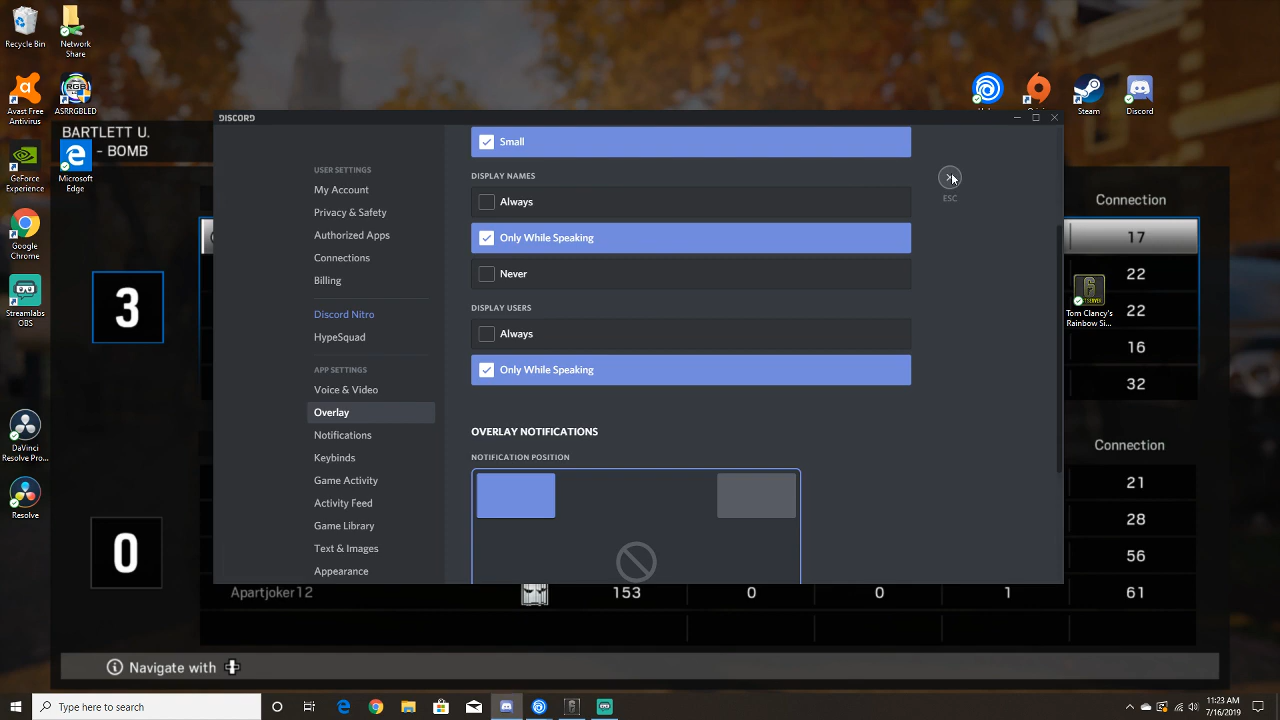 Recycle Bin
Network
Share
Avast Free
Antivirus
ASRRGBLED
GeForce
Experience
Microsoft
Edge
Google
Chrome
Streamlabs
OBS
DaVinci
Resolve Pro...
Resolve
Steam
Discord
Tom Clancy's
Rainbow Si...
BARTLETT U.
- BOMB
3
0
DISCORD
USER SETTINGS
My Account
Privacy & Safety
Authorized Apps
Connections
Billing
Discord Nitro
HypeSquad
APP SETTINGS
Voice & Video
Overlay
Notifications
Keybinds
Game Activity
Activity Feed
Game Library
Text & Images
Appearance
Small
DISPLAY NAMES
Always
Only While Speaking
Never
DISPLAY USERS
Always
Only While Speaking
OVERLAY NOTIFICATIONS
NOTIFICATION POSITION
ESC
Connection
17
22
22
16
32
Connection
21
28
56
Apartjoker12 153 0 0 1 61
Navigate with
Type here to search
11:23 AM
7/16/2019